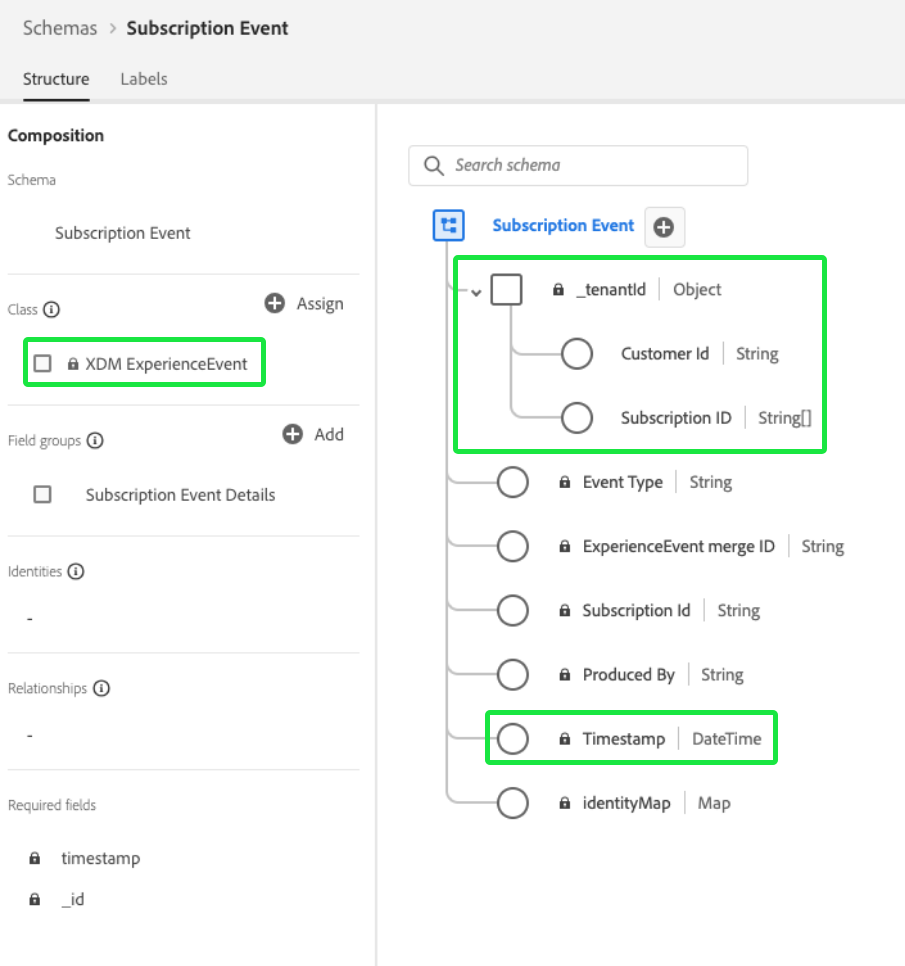 Schemas > Subscription Event
Structure Labels
Composition
Schema
Subscription Event
Class
Assign
XDM ExperienceEvent
Field groups
Add
Subscription Event Details
Identities
-
Relationships
-
Required fields
timestamp
_id
Search schema
Subscription Event
_tenantId | Object
Customer Id | String
Subscription ID | String[]
Event Type | String
ExperienceEvent merge ID | String
Subscription Id | String
Produced By | String
Timestamp | DateTime
identityMap | Map